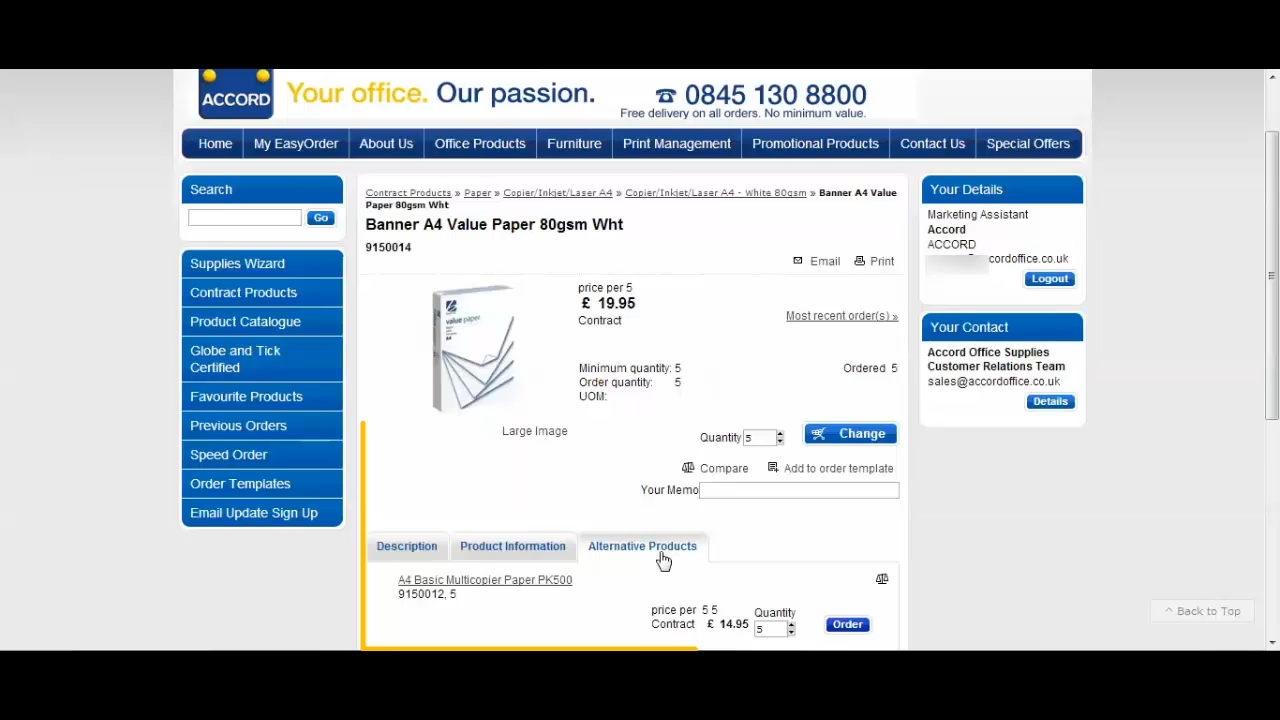 ACCORD
Your office. Our passion.
0845 130 8800
Free delivery on all orders. No minimum value.
Home
My EasyOrder
About Us
Office Products
Furniture
Print Management
Promotional Products
Contact Us
Special Offers
Search
Go
Supplies Wizard
Contract Products
Product Catalogue
Globe and Tick
Certified
Favourite Products
Previous Orders
Speed Order
Order Templates
Email Update Sign Up
Contract Products » Paper » Copier/Inkjet/Laser A4 » Copier/Inkjet/Laser A4 - White 80gsm » Banner A4 Value
Paper 80gsm Wht
Banner A4 Value Paper 80gsm Wht
9150014
Email
Print
value paper
A4
Large Image
price per 5
£ 19.95
Contract
Most recent order(s) »
Minimum quantity: 5
Ordered 5
Order quantity: 5
UOM:
Quantity 5
Change
Compare
Add to order template
Your Memo
Description
Product Information
Alternative Products
A4 Basic Multicopier Paper PK500
9150012, 5
price per 5 5
Contract £ 14.95
Quantity
5
Order
Your Details
Marketing Assistant
Accord
ACCORD
cordoffice.co.uk
Logout
Your Contact
Accord Office Supplies
Customer Relations Team
sales@accordoffice.co.uk
Details
^ Back to Top